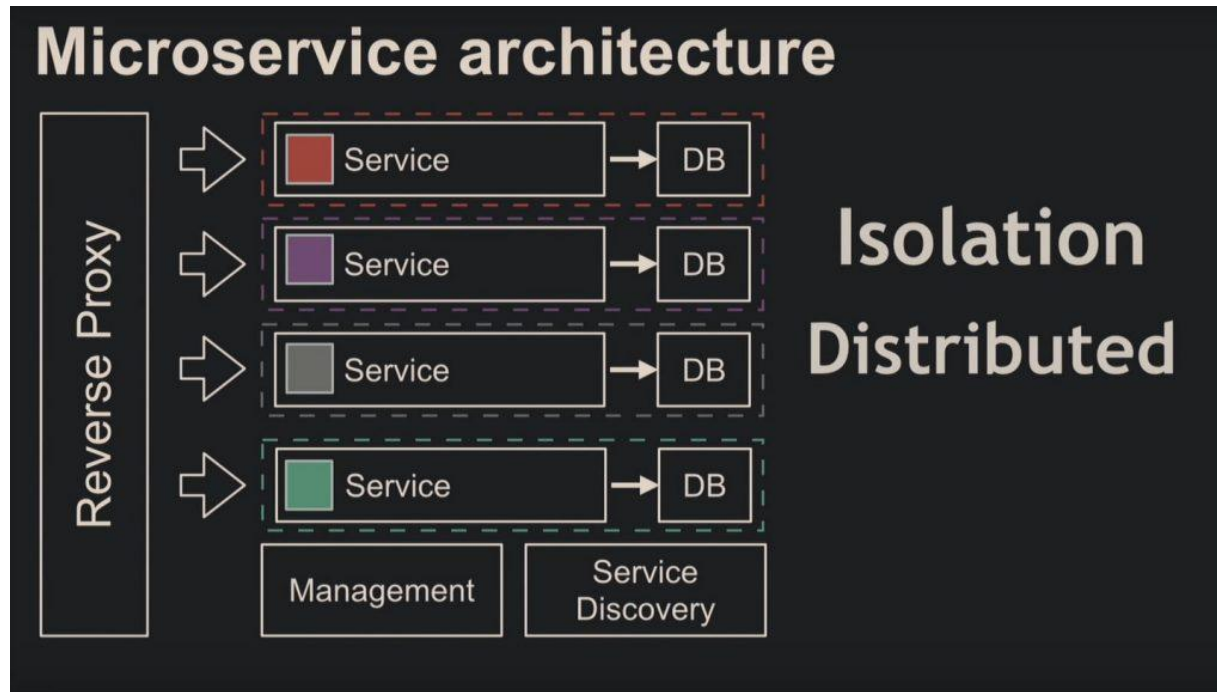 Microservice architecture
Reverse Proxy
Service
DB
Service
DB
Service
DB
Service
DB
Management
Service
Discovery
Isolation
Distributed